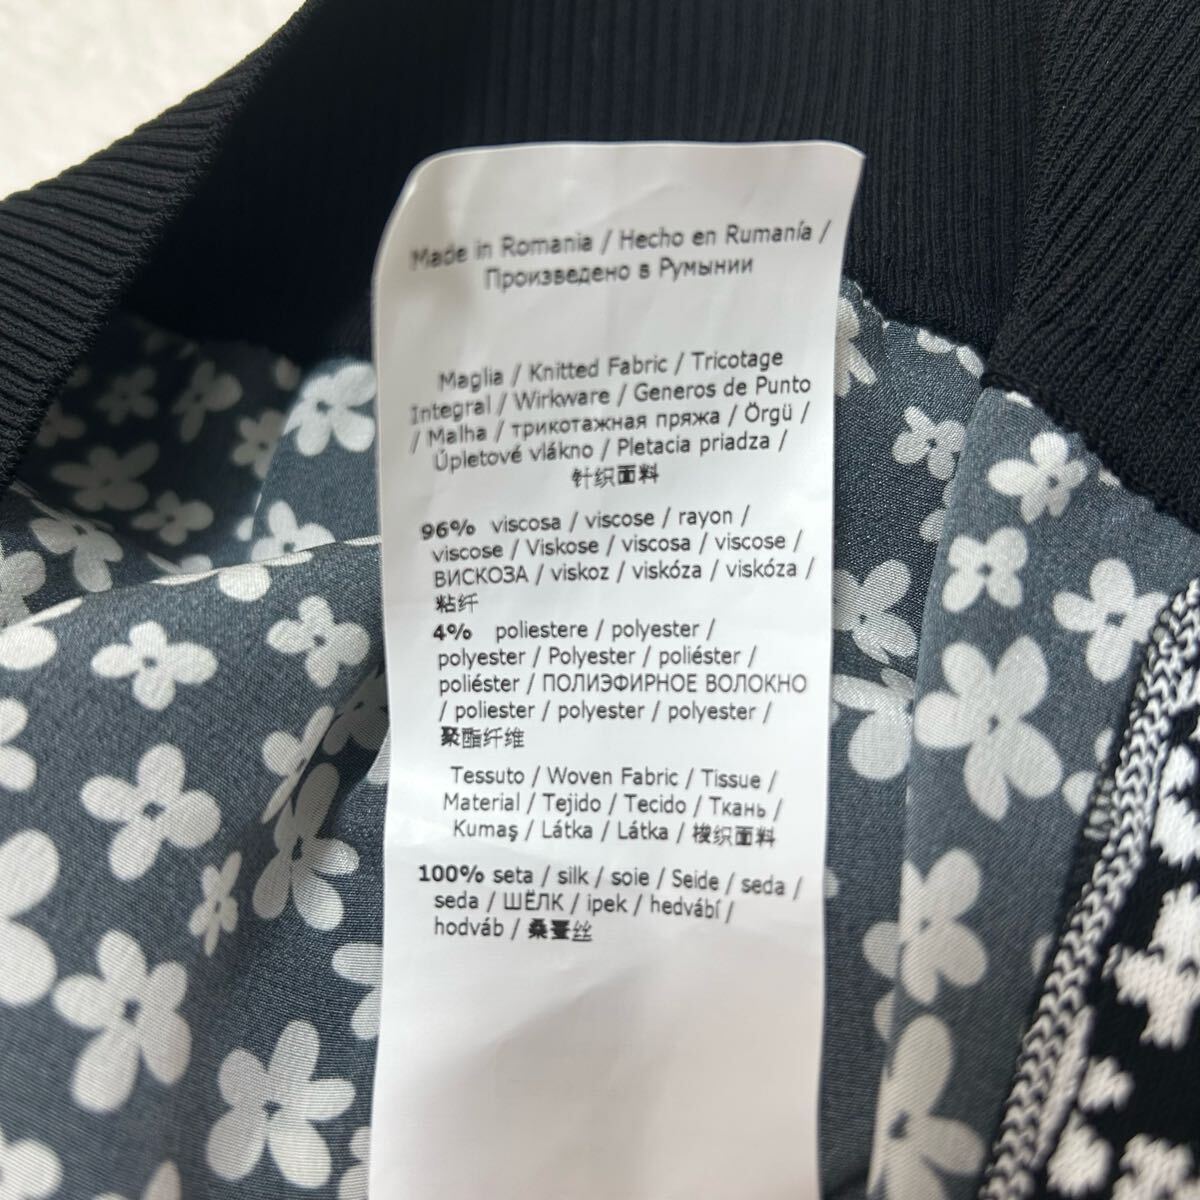 Made in Romania / Hecho en Rumanía /
Произведено в Румынии
Maglia / Knitted Fabric / Tricotage
Integral / Wirkware / Generos de Punto
/ Malha / трикотажная пряжа / Örgü /
Úpletové vlákno / Pletacia priadza /
针织面料
96% viscosa / viscose / rayon /
viscose / Viskose / viscosa / viscose /
ВИСКОЗА / viskoz / viskóza / viskóza /
粘纤
4% poliestere / polyester /
polyester / Polyester / poliéster /
poliéster / ПОЛИЭФИРНОЕ ВОЛОКНО
/ poliester / polyester / polyester /
聚酯纤维
Tessuto / Woven Fabric / Tissue /
Material / Tejido / Tecido / Ткань /
Kumaş / Látka / Látka / 梭织面料
100% seta / silk / soie / Seide / seda /
seda / ШЁЛК / ipek / hedvábí /
hodváb / 桑蚕丝